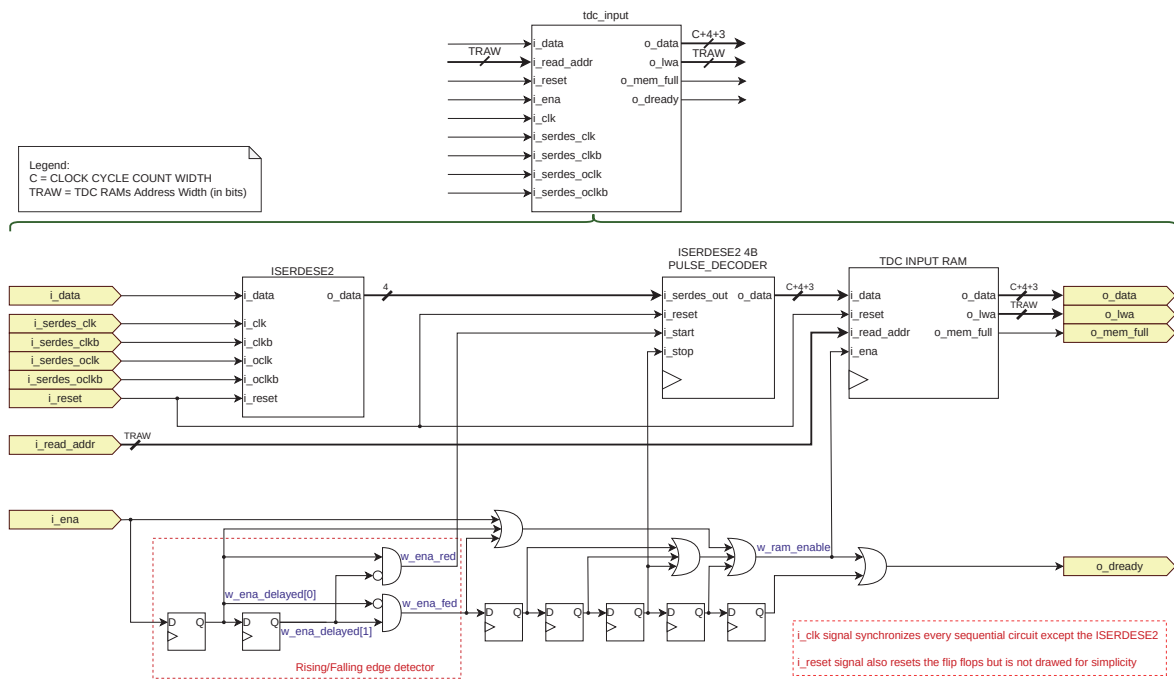 tdc_input
i_data
i_read_addr
i_reset
i_ena
i_clk
i_serdes_clk
i_serdes_clkb
i_serdes_oclk
i_serdes_oclkb
TRAW
o_data
o_lwa
o_mem_full
o_dready
C+4+3
TRAW
Legend:
C = CLOCK CYCLE COUNT WIDTH
TRAW = TDC RAMs Address Width (in bits)
i_data
i_serdes_clk
i_serdes_clkb
i_serdes_oclk
i_serdes_oclkb
i_reset
i_read_addr
TRAW
i_ena
ISERDESE2
i_data
o_data
i_clk
i_clkb
i_oclk
i_oclkb
i_reset
4
ISERDESE2 4B
PULSE_DECODER
i_serdes_out
o_data
i_reset
i_start
i_stop
C+4+3
TDC INPUT RAM
i_data
i_reset
i_read_addr
i_ena
o_data
o_lwa
o_mem_full
C+4+3
TRAW
o_data
o_lwa
o_mem_full
w_ena_red
w_ena_delayed[0]
w_ena_fed
w_ena_delayed[1]
w_ram_enable
o_dready
D Q
D Q
D Q
D Q
D Q
D Q
D Q
Rising/Falling edge detector
i_clk signal synchronizes every sequential circuit except the ISERDESE2
i_reset signal also resets the flip flops but is not drawed for simplicity